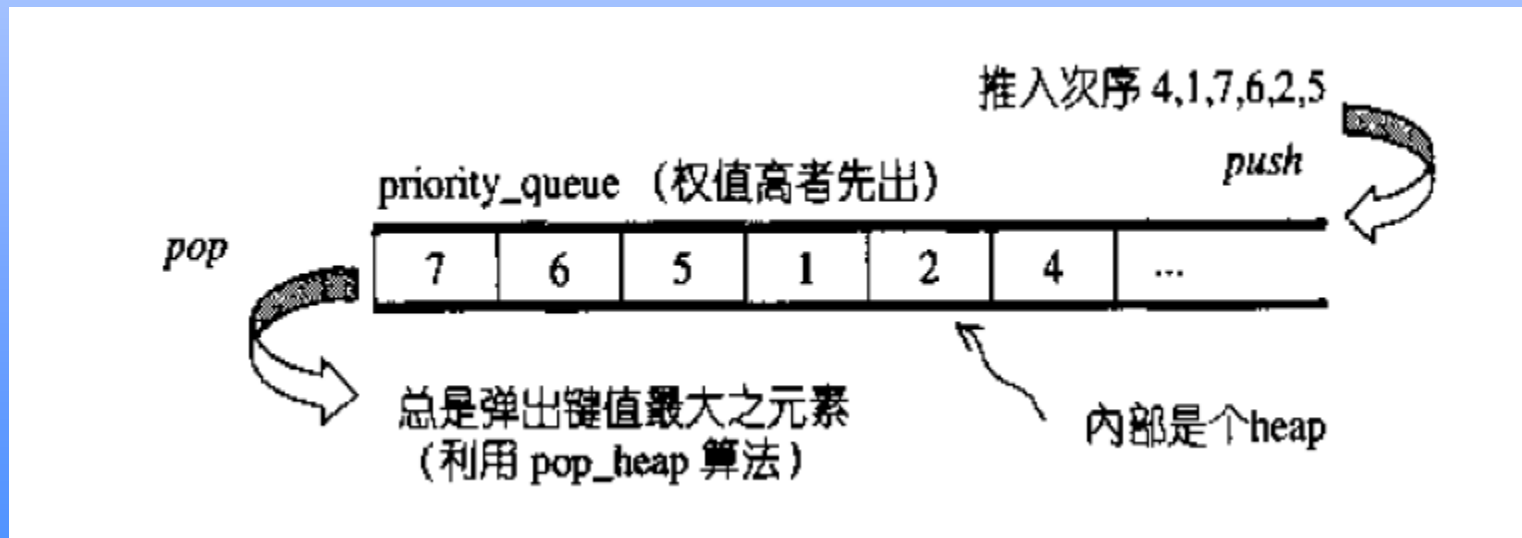 推入次序 4,1,7,6,2,5
push
priority_queue （权值高者先出）
pop
7 6 5 1 2 4 ...
总是弹出键值最大之元素
（利用 pop_heap 算法）
内部是个heap